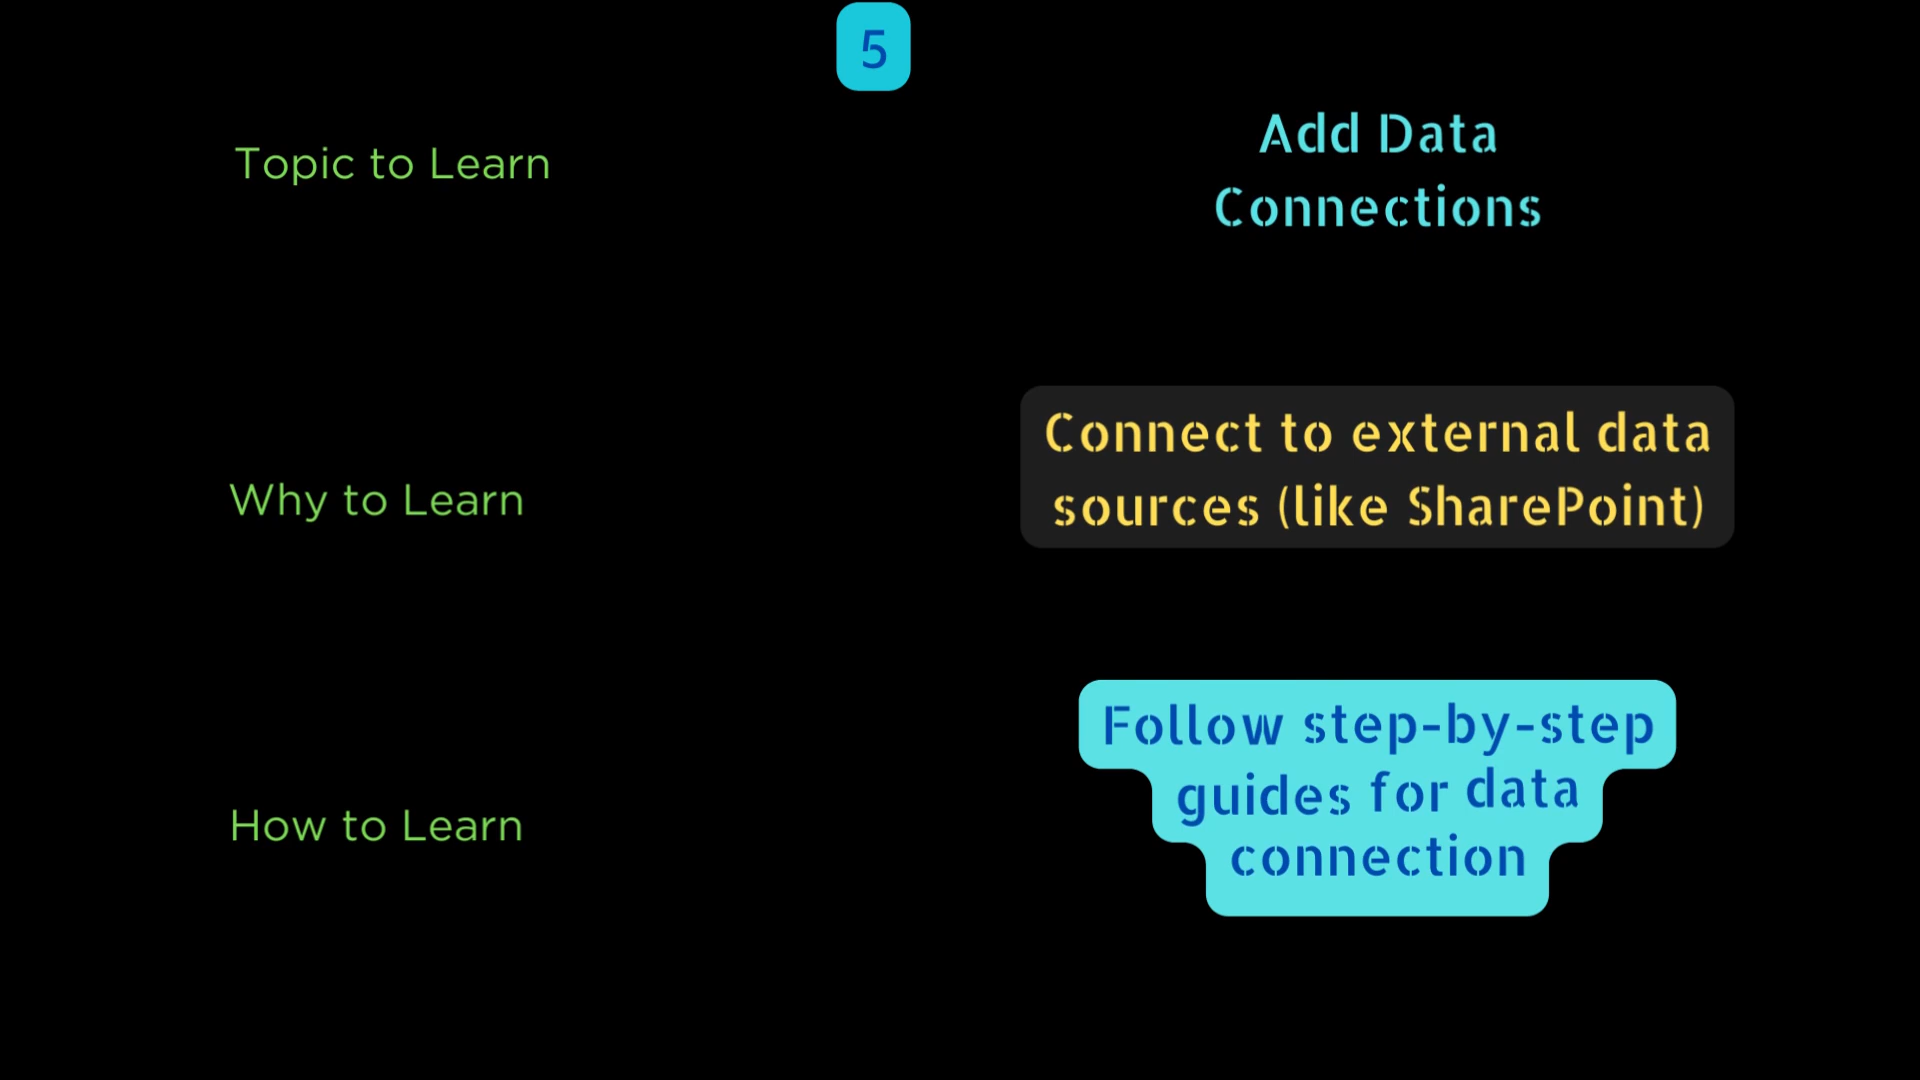 5
Topic to Learn
Add Data
Connections
Why to Learn
Connect to external data
sources (like SharePoint)
How to Learn
Follow step-by-step
guides for data
connection